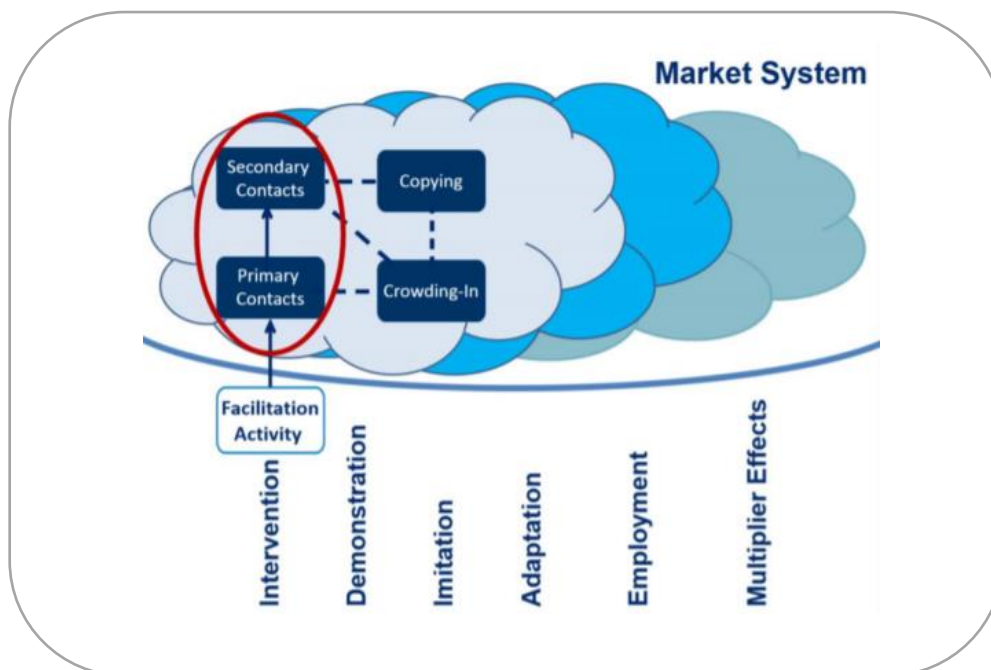 Market System
Secondary
Contacts
Copying
Primary
Contacts
Crowding-In
Facilitation
Activity
Intervention
Demonstration
Imitation
Adaptation
Employment
Multiplier Effects